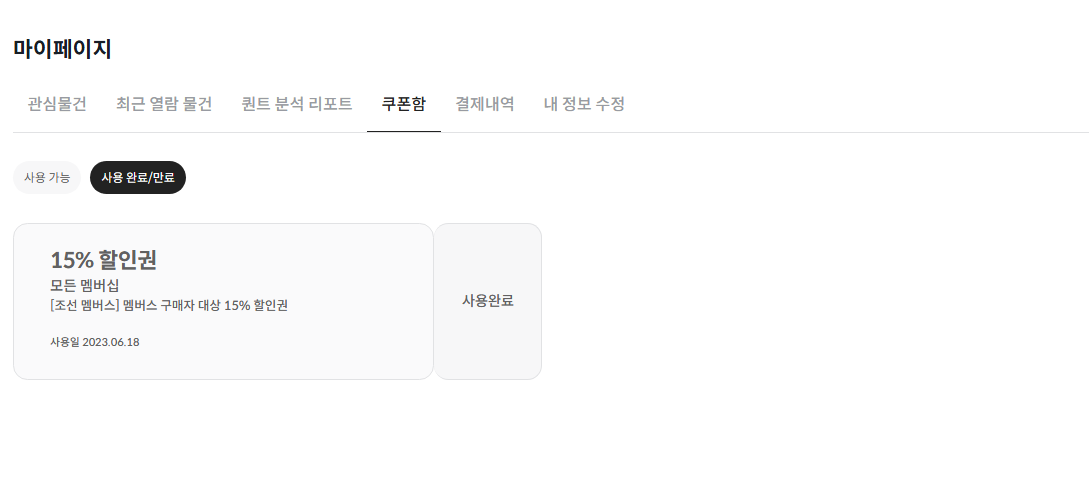 마이페이지
관심물건 최근 열람 물건 퀀트 분석 리포트 쿠폰함 결제내역 내 정보 수정
사용 가능 사용 완료/만료
15% 할인권
모든 멤버십
[조선 멤버스] 멤버스 구매자 대상 15% 할인권
사용완료
사용일 2023.06.18